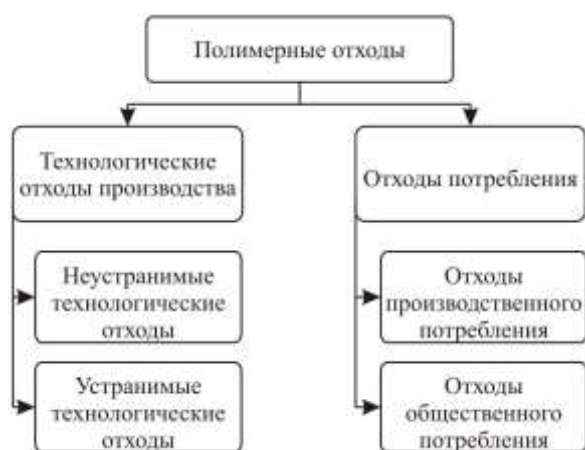 Полимерные отходы
Технологические
отходы производства
Отходы потребления
Неустранимые
технологические
отходы
Отходы
производственного
потребления
Устранимые
технологические
отходы
Отходы
общественного
потребления